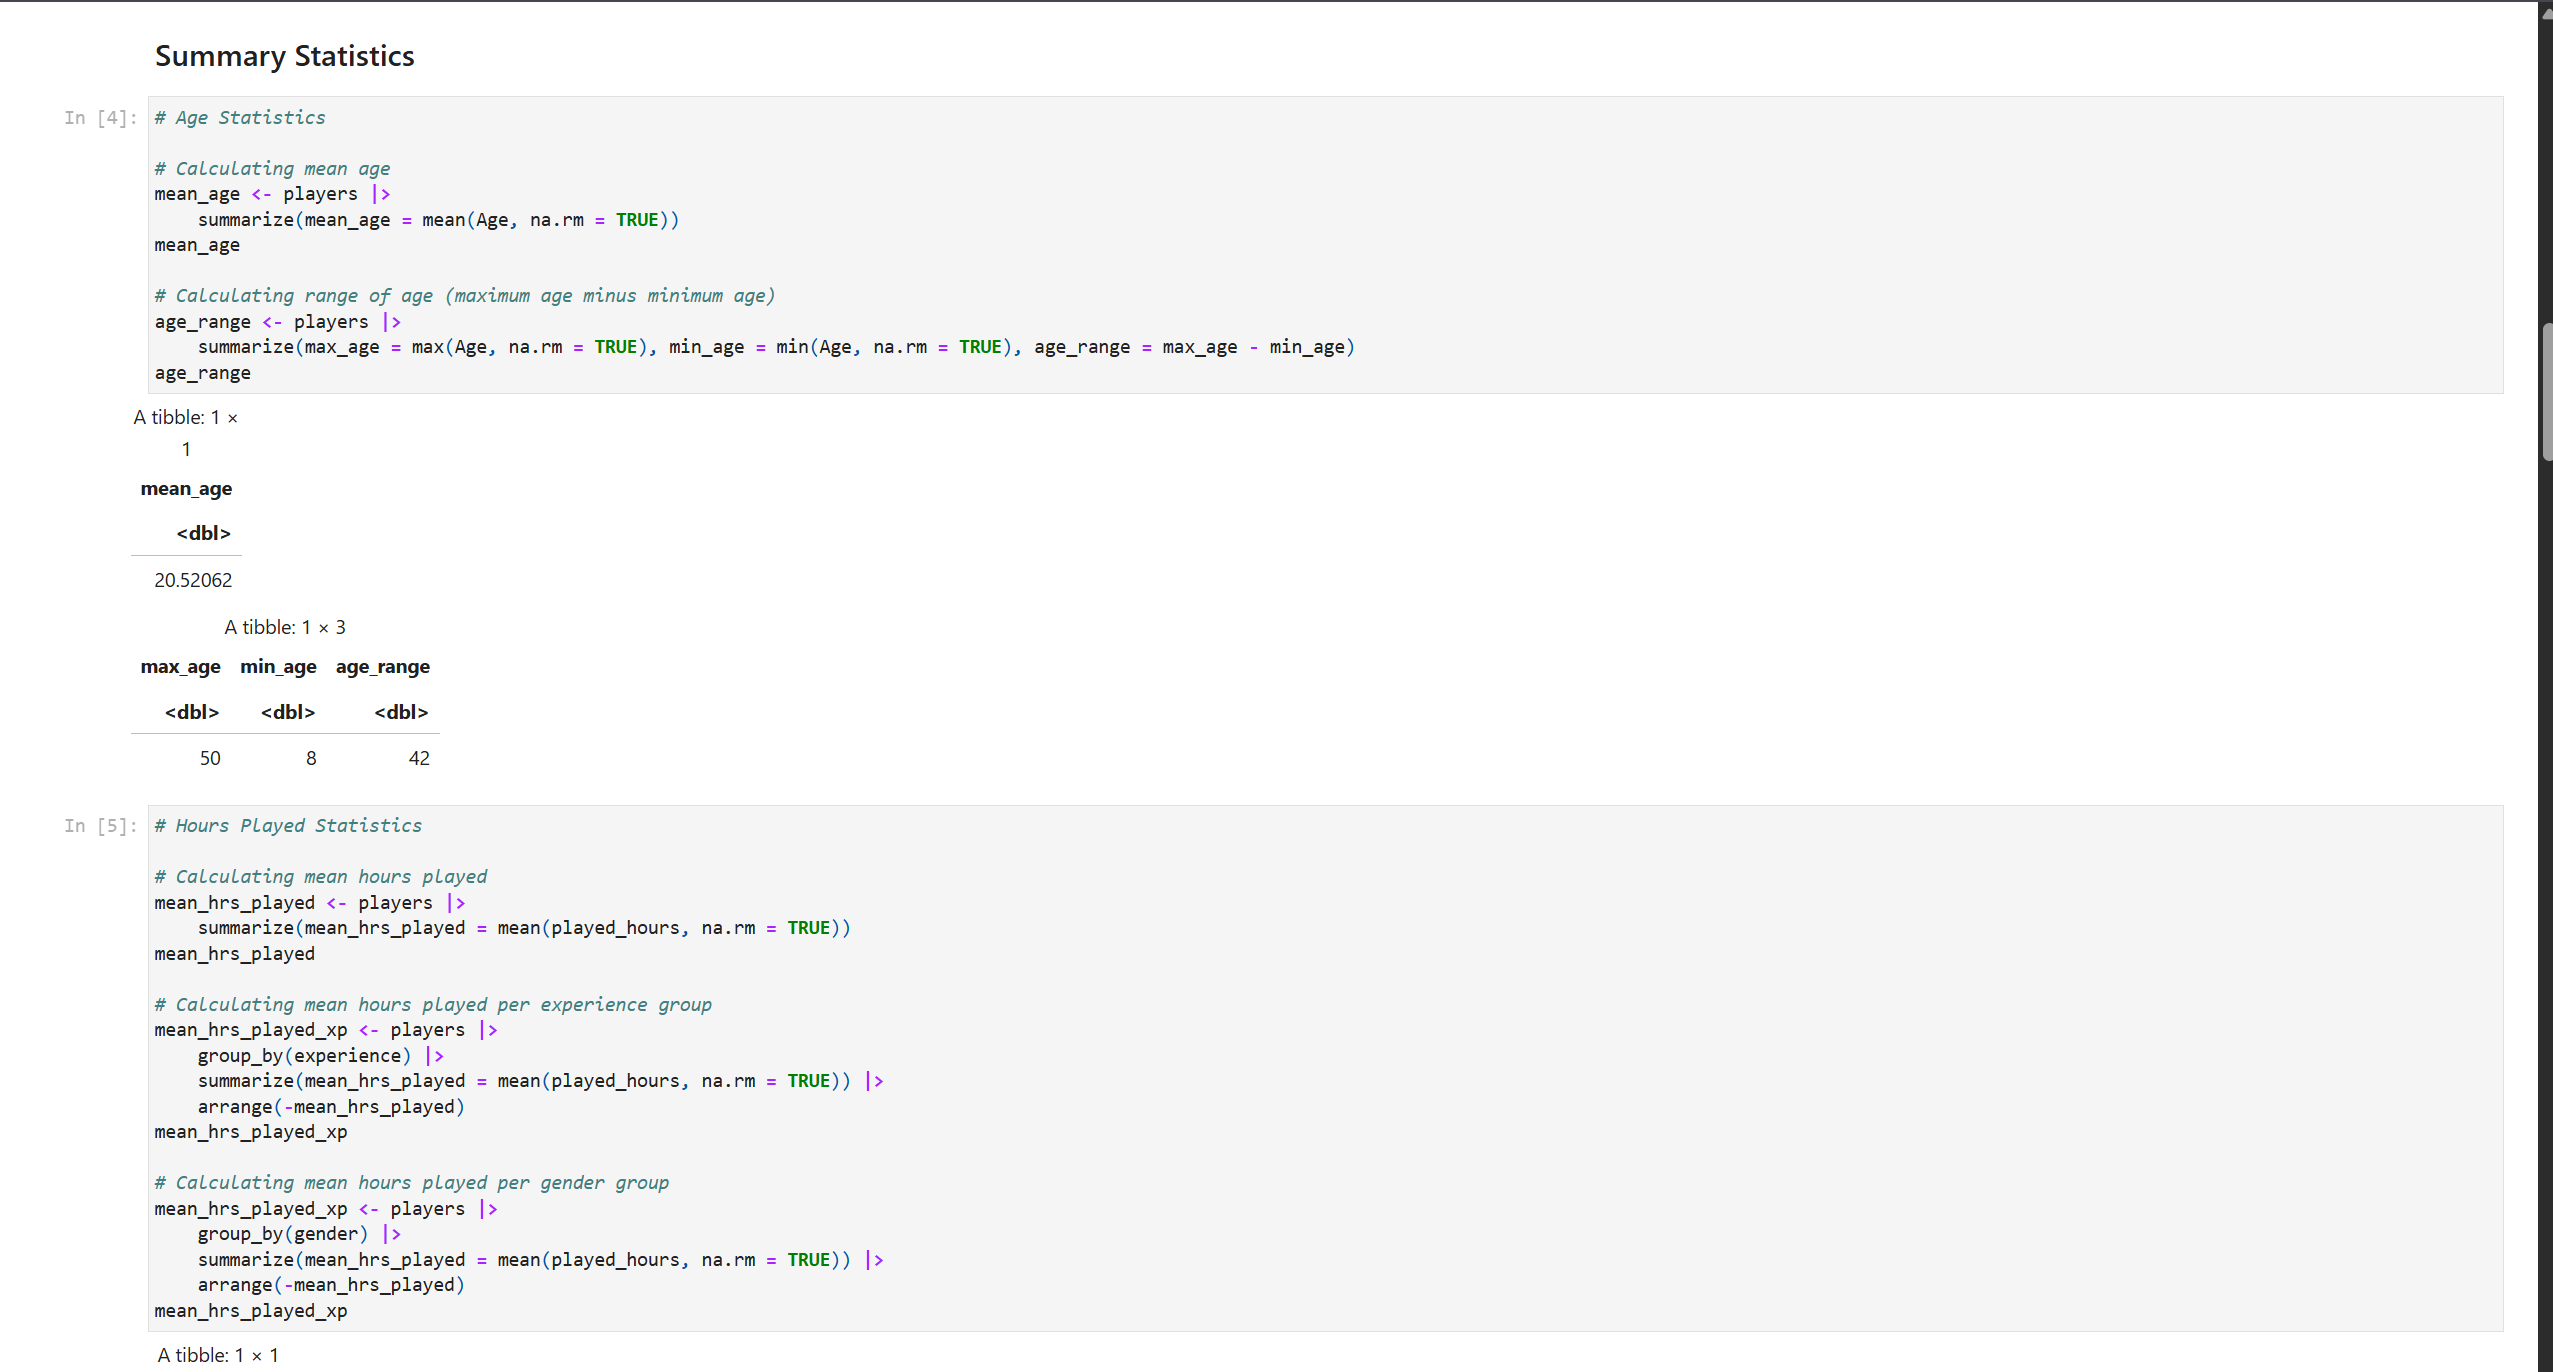 Summary Statistics
In [4]:
# Age Statistics
# Calculating mean age
mean_age <- players |>
    summarize(mean_age = mean(Age, na.rm = TRUE))
mean_age
# Calculating range of age (maximum age minus minimum age)
age_range <- players |>
    summarize(max_age = max(Age, na.rm = TRUE), min_age = min(Age, na.rm = TRUE), age_range = max_age - min_age)
age_range
A tibble: 1 ×
1
mean_age
<dbl>
20.52062
A tibble: 1 × 3
max_age min_age age_range
<dbl> <dbl> <dbl>
50 8 42
In [5]:
# Hours Played Statistics
# Calculating mean hours played
mean_hrs_played <- players |>
    summarize(mean_hrs_played = mean(played_hours, na.rm = TRUE))
mean_hrs_played
# Calculating mean hours played per experience group
mean_hrs_played_xp <- players |>
    group_by(experience) |>
    summarize(mean_hrs_played = mean(played_hours, na.rm = TRUE)) |>
    arrange(-mean_hrs_played)
mean_hrs_played_xp
# Calculating mean hours played per gender group
mean_hrs_played_xp <- players |>
    group_by(gender) |>
    summarize(mean_hrs_played = mean(played_hours, na.rm = TRUE)) |>
    arrange(-mean_hrs_played)
mean_hrs_played_xp
A tibble: 1 × 1